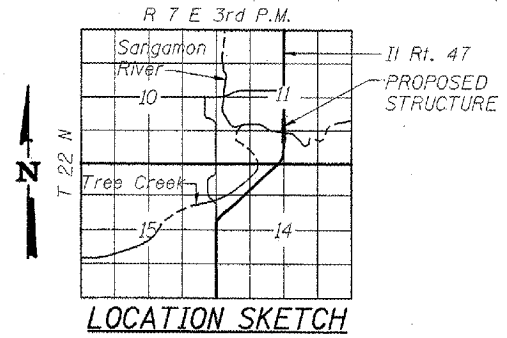 R 7 E 3rd P.M.
Sangamon
River
Il Rt. 47
PROPOSED
STRUCTURE
10
11
T 22 N
N
Tree Creek
15
14
LOCATION SKETCH